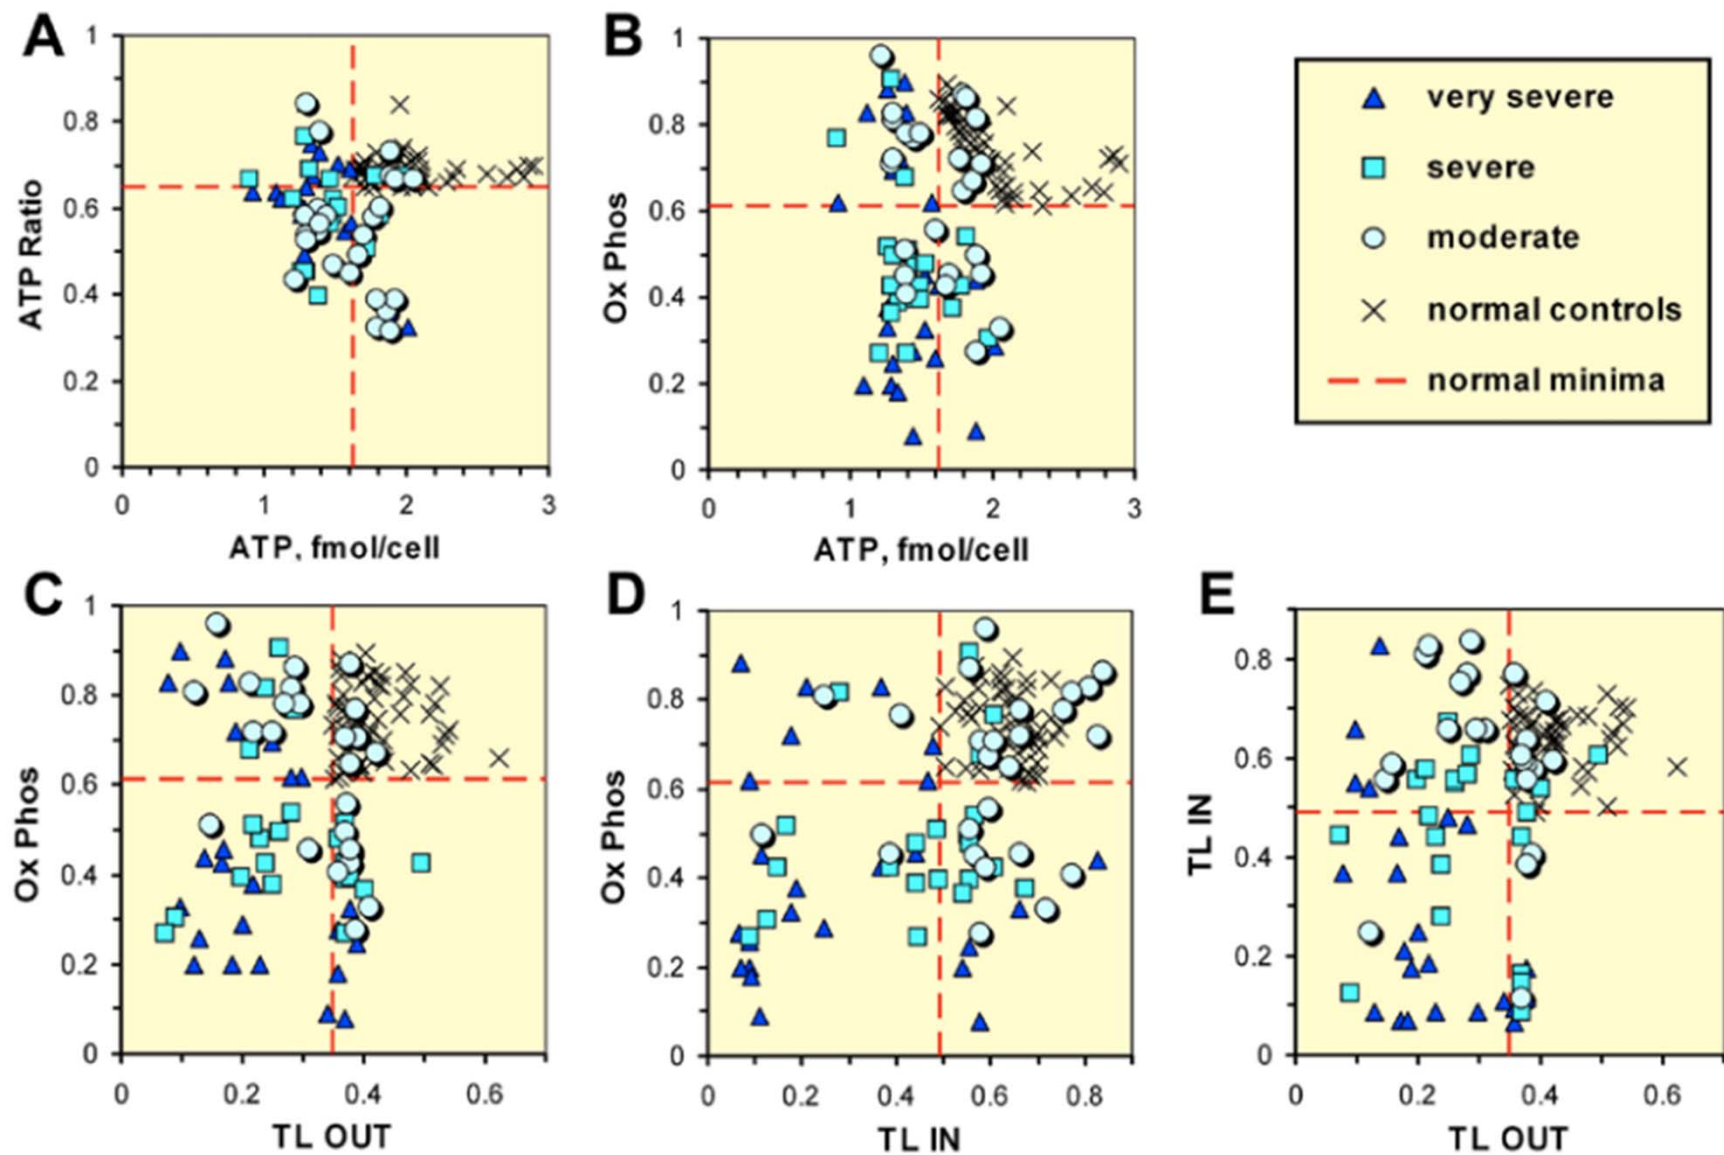 A
1
0.8
0.6
0.4
0.2
0
ATP Ratio
0
1
2
3
ATP, fmol/cell
B
1
0.8
0.6
0.4
0.2
0
Ox Phos
0
1
2
3
ATP, fmol/cell
very severe
severe
moderate
normal controls
normal minima
C
1
0.8
0.6
0.4
0.2
0
Ox Phos
0
0.2
0.4
0.6
TL OUT
D
1
0.8
0.6
0.4
0.2
0
Ox Phos
0
0.2
0.4
0.6
0.8
TL IN
E
0.8
0.6
0.4
0.2
0
TL IN
0
0.2
0.4
0.6
TL OUT